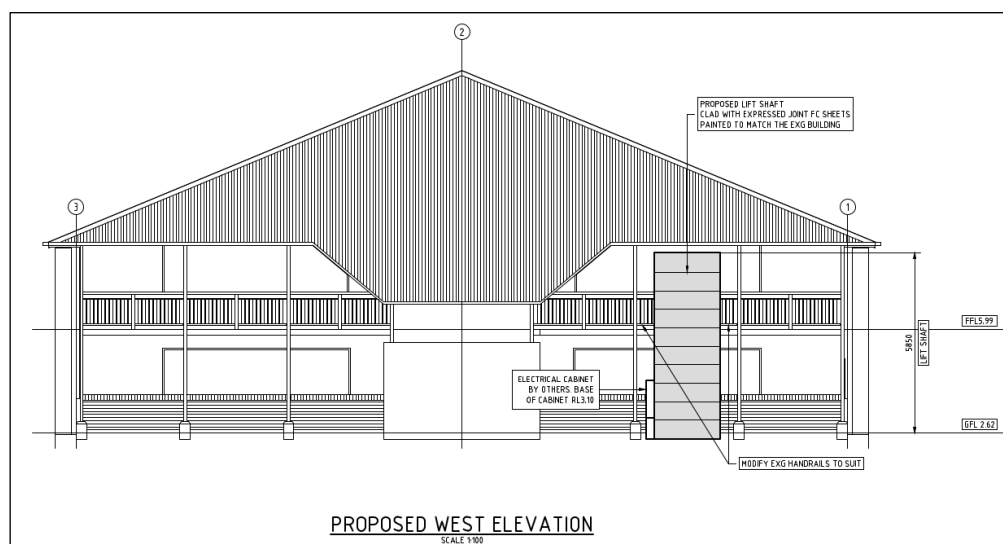 2
PROPOSED LIFT SHAFT
CLAD WITH EXPRESSED JOINT FC SHEETS
PAINTED TO MATCH THE EXG BUILDING
3
1
FFL5.99
5850
LIFT SHAFT
ELECTRICAL CABINET
BY OTHERS. BASE
OF CABINET RL3.10
GFL 2.62
MODIFY EXG HANDRAILS TO SUIT
PROPOSED WEST ELEVATION
SCALE 1:100